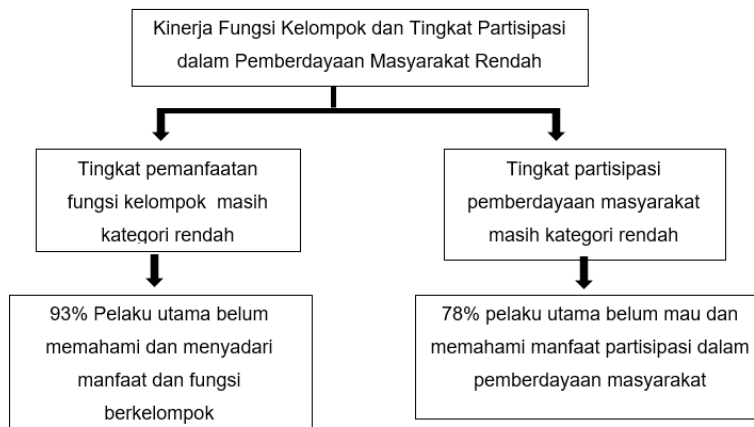 Kinerja Fungsi Kelompok dan Tingkat Partisipasi
dalam Pemberdayaan Masyarakat Rendah
Tingkat pemanfaatan
fungsi kelompok masih
kategori rendah
Tingkat partisipasi
pemberdayaan masyarakat
masih kategori rendah
93% Pelaku utama belum
memahami dan menyadari
manfaat dan fungsi
berkelompok
78% pelaku utama belum mau dan
memahami manfaat partisipasi dalam
pemberdayaan masyarakat